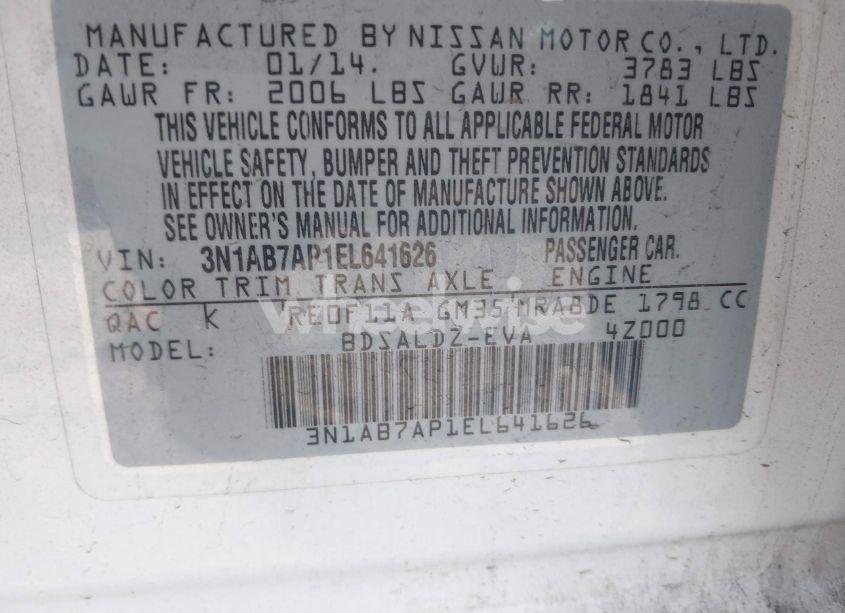 MANUFACTURED BY NISSAN MOTOR CO., LTD.
DATE: 01/14. GVWR: 3783 LBS
GAWR FR: 2006 LBS GAWR RR: 1841 LBS
THIS VEHICLE CONFORMS TO ALL APPLICABLE FEDERAL MOTOR
VEHICLE SAFETY, BUMPER AND THEFT PREVENTION STANDARDS
IN EFFECT ON THE DATE OF MANUFACTURE SHOWN ABOVE.
SEE OWNER'S MANUAL FOR ADDITIONAL INFORMATION.
VIN: 3N1AB7AP1EL641626 PASSENGER CAR.
COLOR TRIM TRANS AXLE ENGINE
QAC K RE0F11A GM35 MRA8DE 1798 CC
MODEL: BDSALDZ-EVA 4Z000
3N1AB7AP1EL641626
Wheelwise